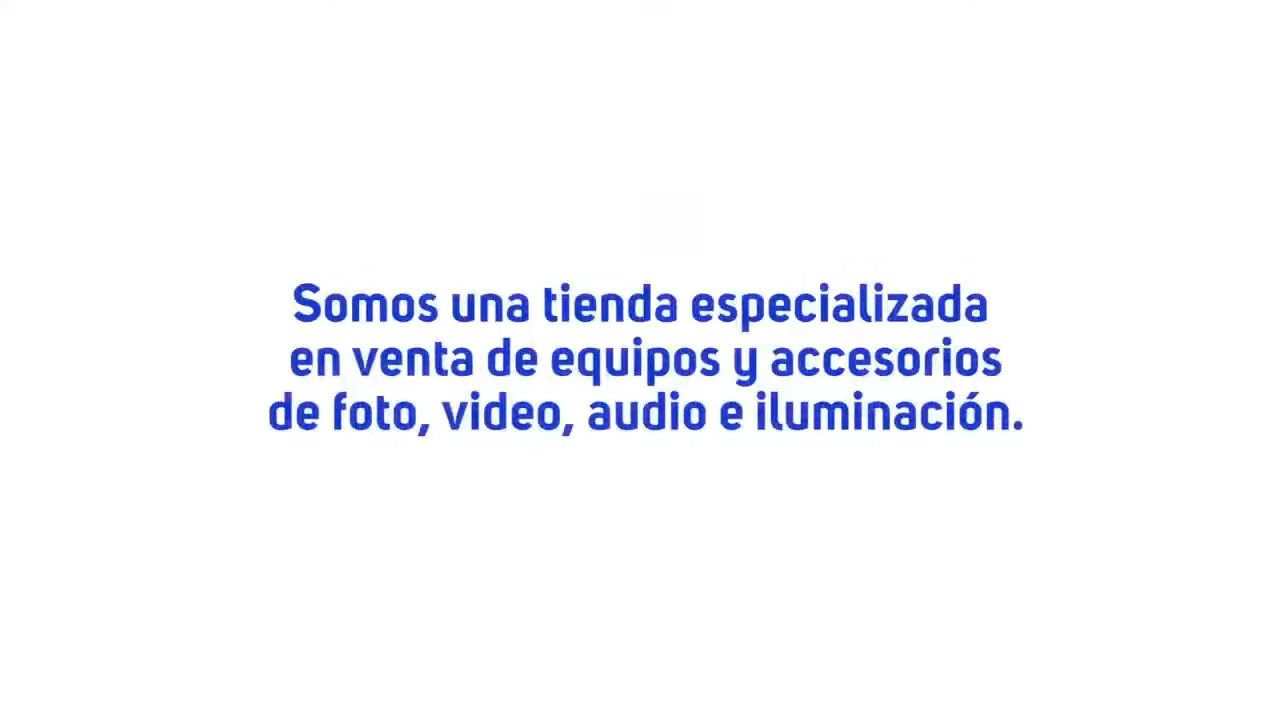 Somos una tienda especializada
en venta de equipos y accesorios
de foto, video, audio e iluminación.